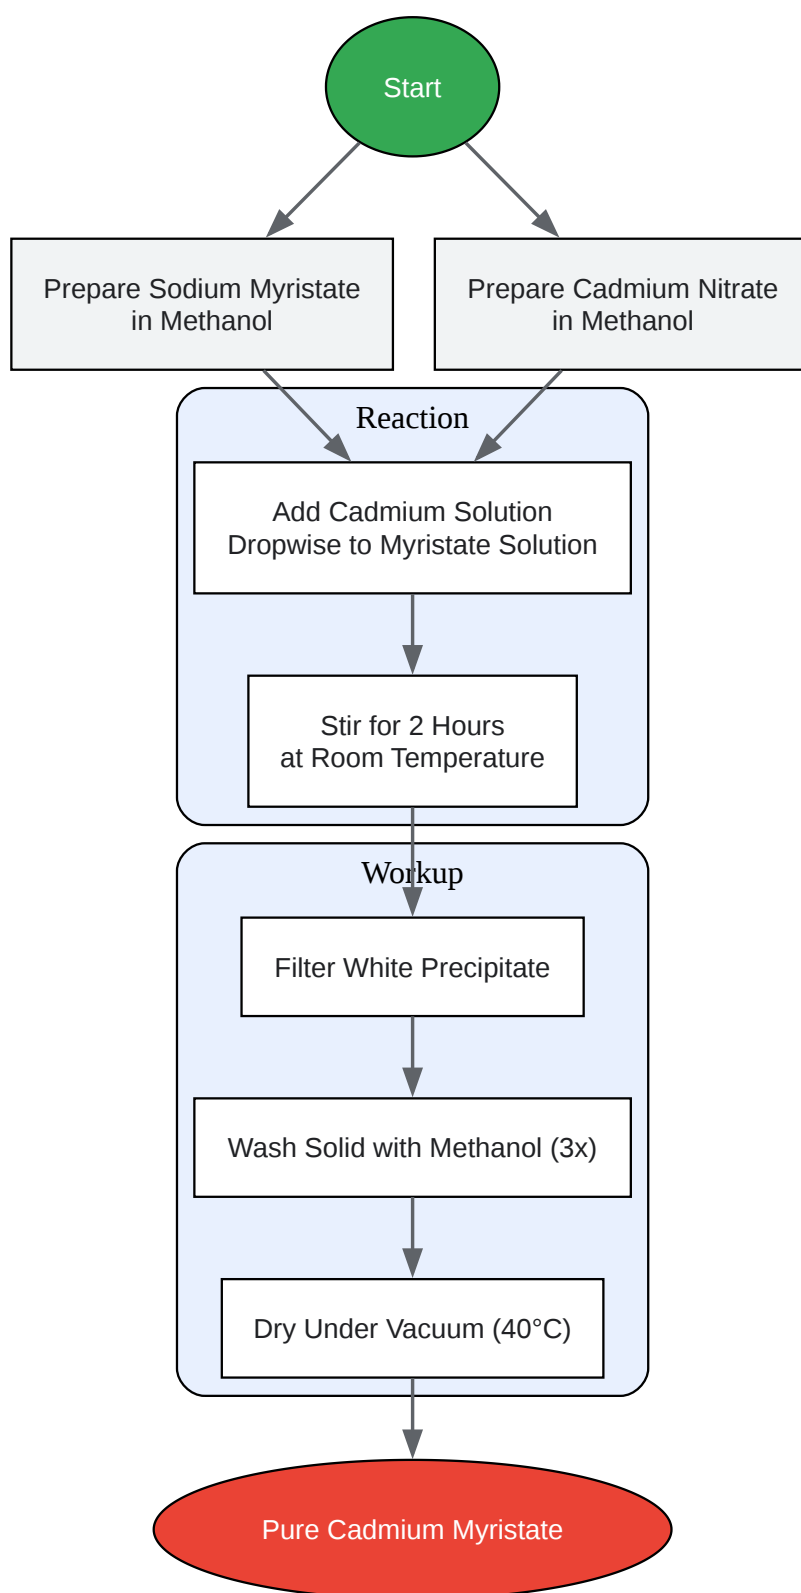 Start
Prepare Sodium Myristate
in Methanol
Prepare Cadmium Nitrate
in Methanol
Reaction
Add Cadmium Solution
Dropwise to Myristate Solution
Stir for 2 Hours
at Room Temperature
Workup
Filter White Precipitate
Wash Solid with Methanol (3x)
Dry Under Vacuum (40°C)
Pure Cadmium Myristate